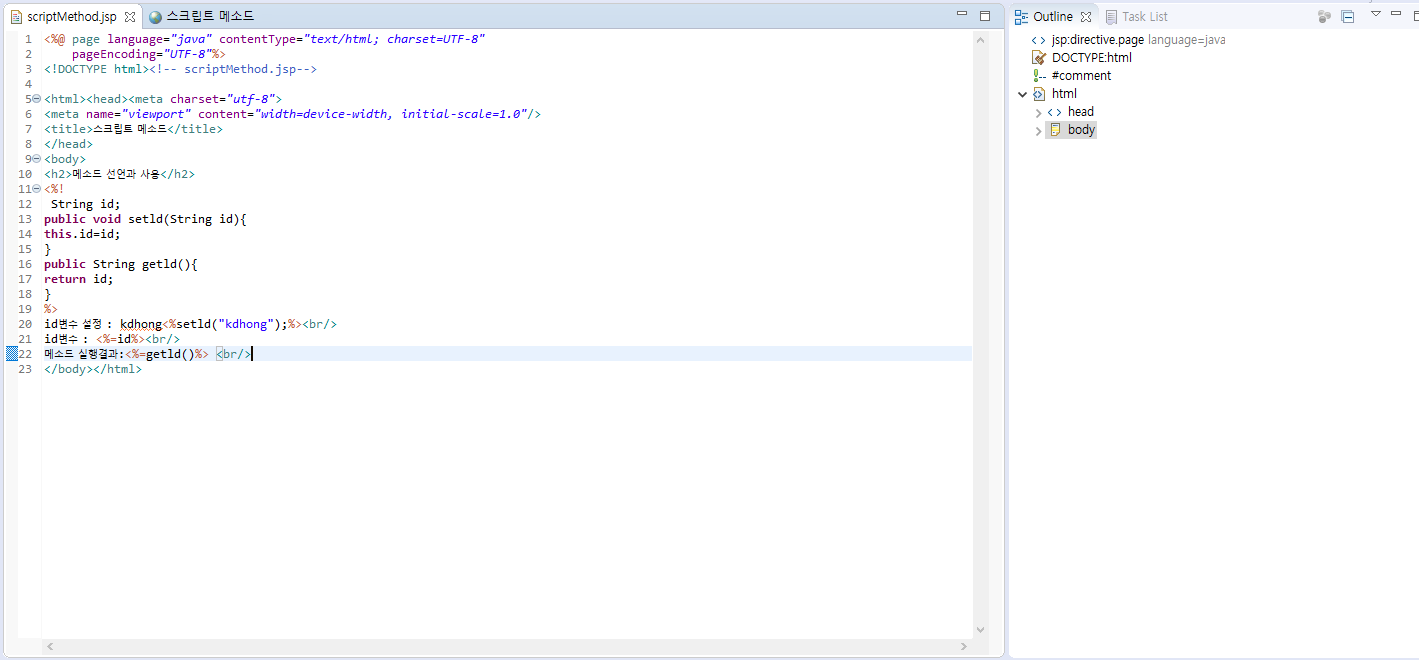 scriptMethod.jsp 스크립트 메소드
1 <%@ page language="java" contentType="text/html; charset=UTF-8"
2     pageEncoding="UTF-8"%>
3 <!DOCTYPE html><!-- scriptMethod.jsp-->
4
5 <html><head><meta charset="utf-8">
6 <meta name="viewport" content="width=device-width, initial-scale=1.0"/>
7 <title>스크립트 메소드</title>
8 </head>
9 <body>
10 <h2>메소드 선언과 사용</h2>
11 <%!
12  String id;
13 public void setld(String id){
14 this.id=id;
15 }
16 public String getld(){
17 return id;
18 }
19 %>
20 id변수 설정 : kdhong<%setld("kdhong");%><br/>
21 id변수 : <%=id%><br/>
22 메소드 실행결과:<%=getld()%> <br/>
23 </body></html>
Outline Task List
jsp:directive.page language=java
DOCTYPE:html
#comment
html
head
body